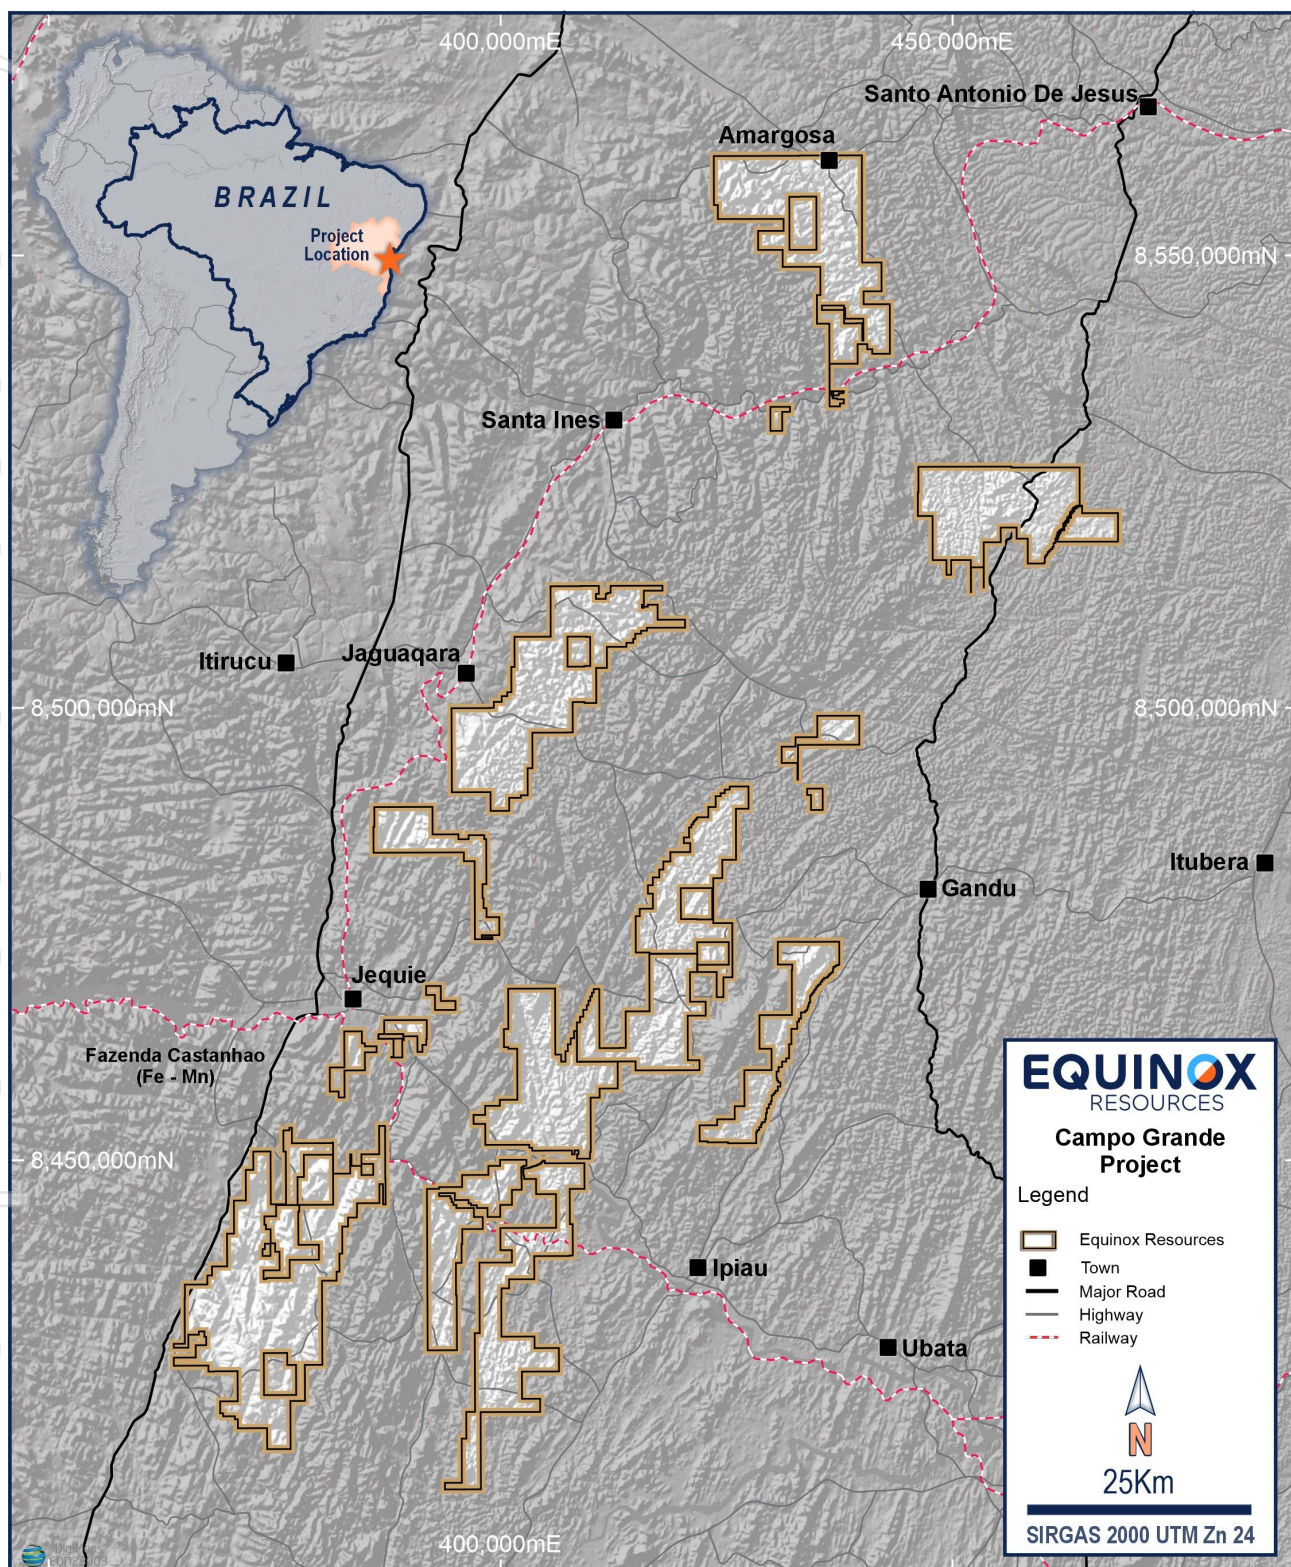 400,000mE
450,000mE
Santo Antonio De Jesus
Amargosa
BRAZIL
Project
Location
8,550,000mN
Santa Ines
Itirucu
Jaguaqara
8,500,000mN
8,500,000mN
Itubera
Gandu
Jequie
Fazenda Castanhao
(Fe - Mn)
8,450,000mN
Ipiau
Ubata
400,000mE
EQUINOX
RESOURCES
Campo Grande
Project
Legend
Equinox Resources
Town
Major Road
Highway
Railway
N
25Km
SIRGAS 2000 UTM Zn 24